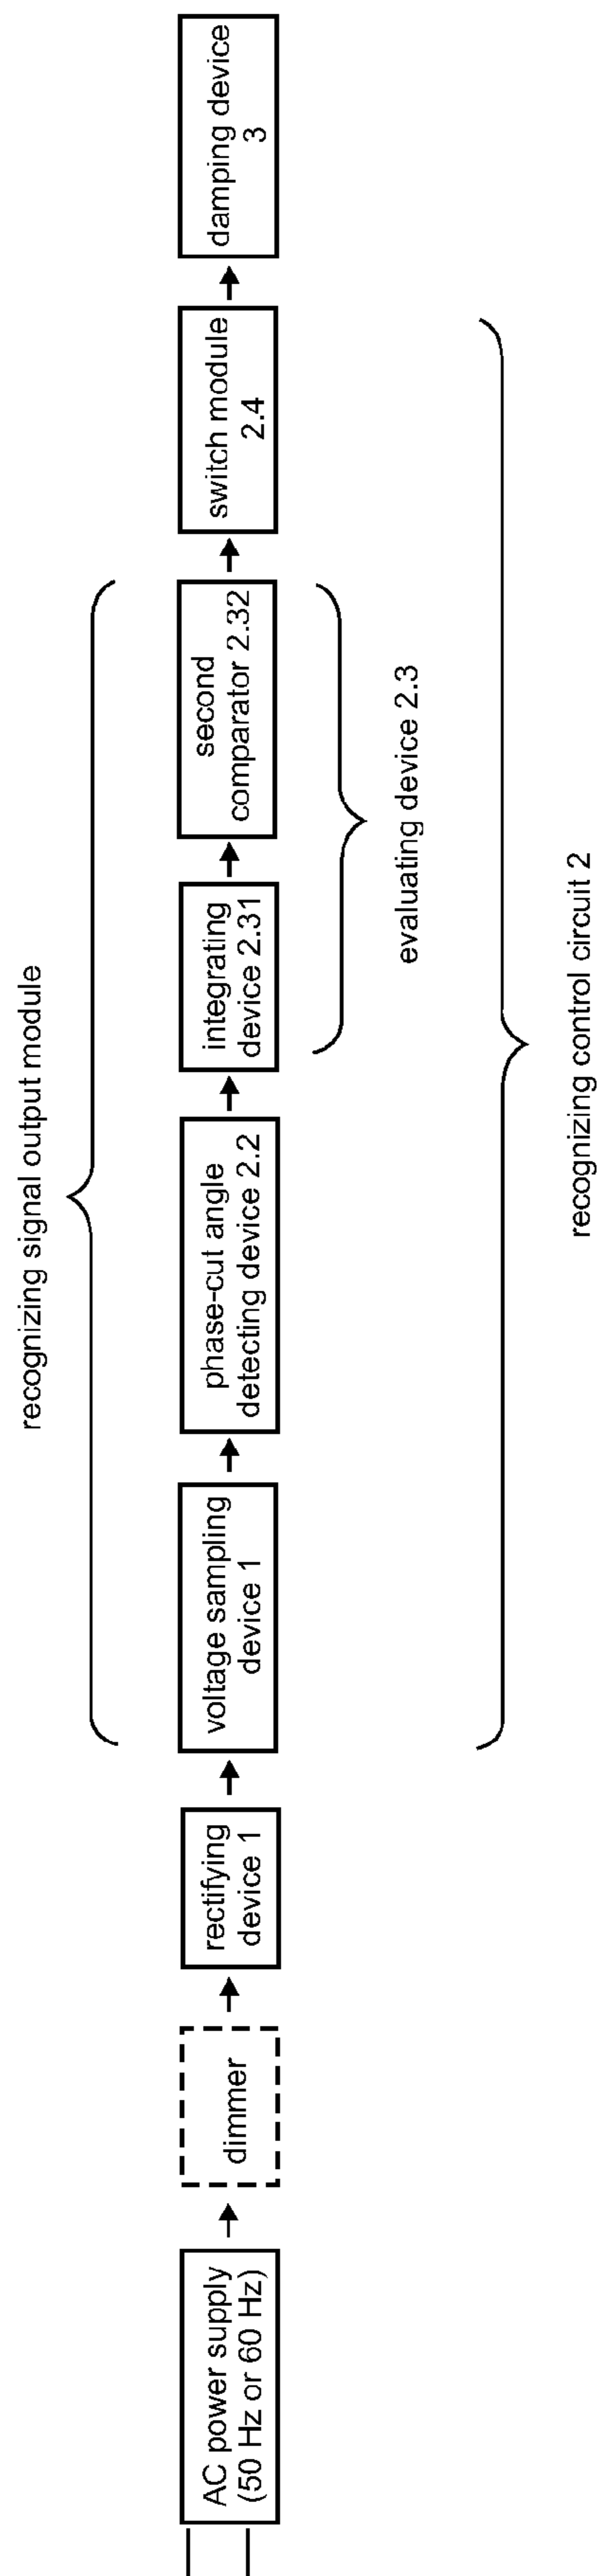 recognizing signal output module
AC power supply
(50 Hz or 60 Hz)
dimmer
rectifying
device 1
voltage sampling
device 1
phase-cut angle
detecting device 2.2
integrating
device 2.31
second
comparator 2.32
switch module
2.4
damping device
3
evaluating device 2.3
recognizing control circuit 2